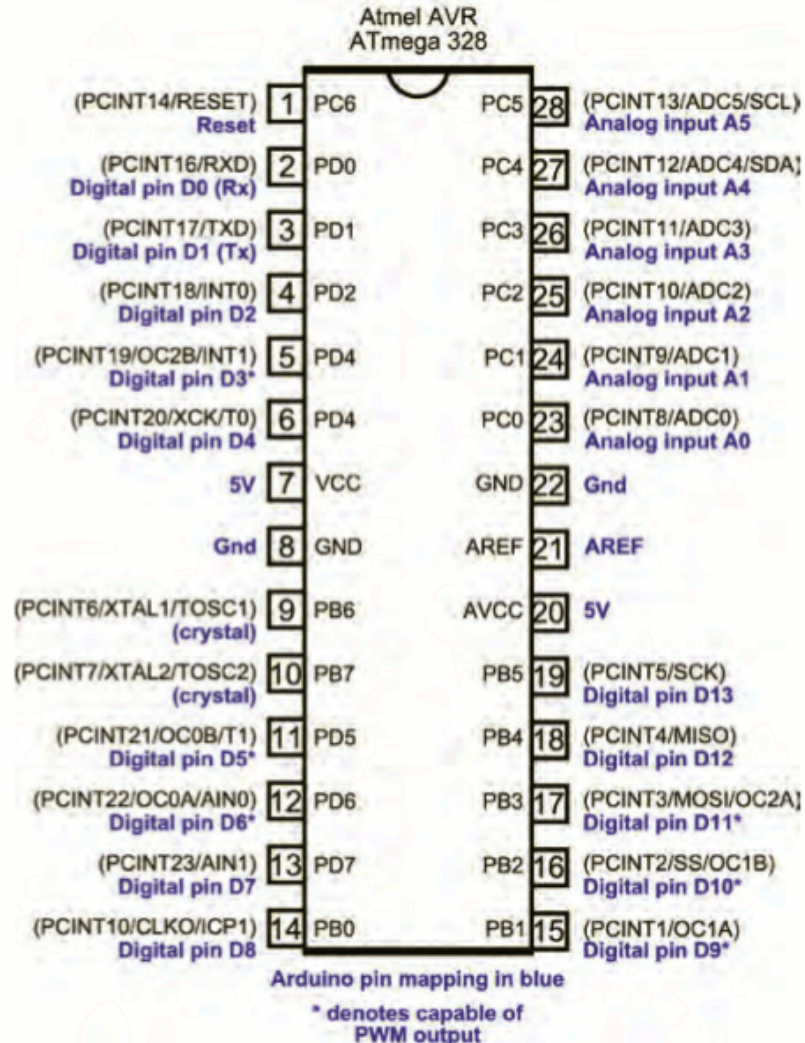 Atmel AVR
ATmega 328
(PCINT14/RESET) 1 PC6 PC5 28 (PCINT13/ADC5/SCL)
Reset Analog input A5
(PCINT16/RXD) 2 PD0 PC4 27 (PCINT12/ADC4/SDA)
Digital pin D0 (Rx) Analog input A4
(PCINT17/TXD) 3 PD1 PC3 26 (PCINT11/ADC3)
Digital pin D1 (Tx) Analog input A3
(PCINT18/INT0) 4 PD2 PC2 25 (PCINT10/ADC2)
Digital pin D2 Analog input A2
(PCINT19/OC2B/INT1) 5 PD4 PC1 24 (PCINT9/ADC1)
Digital pin D3* Analog input A1
(PCINT20/XCK/T0) 6 PD4 PC0 23 (PCINT8/ADC0)
Digital pin D4 Analog input A0
5V 7 VCC GND 22 Gnd
Gnd 8 GND AREF 21 AREF
(PCINT6/XTAL1/TOSC1) 9 PB6 AVCC 20 5V
(crystal)
(PCINT7/XTAL2/TOSC2) 10 PB7 PB5 19 (PCINT5/SCK)
(crystal) Digital pin D13
(PCINT21/OC0B/T1) 11 PD5 PB4 18 (PCINT4/MISO)
Digital pin D5* Digital pin D12
(PCINT22/OC0A/AIN0) 12 PD6 PB3 17 (PCINT3/MOSI/OC2A)
Digital pin D6* Digital pin D11*
(PCINT23/AIN1) 13 PD7 PB2 16 (PCINT2/SS/OC1B)
Digital pin D7 Digital pin D10*
(PCINT10/CLKO/ICP1) 14 PB0 PB1 15 (PCINT1/OC1A)
Digital pin D8 Digital pin D9*
Arduino pin mapping in blue
* denotes capable of
PWM output